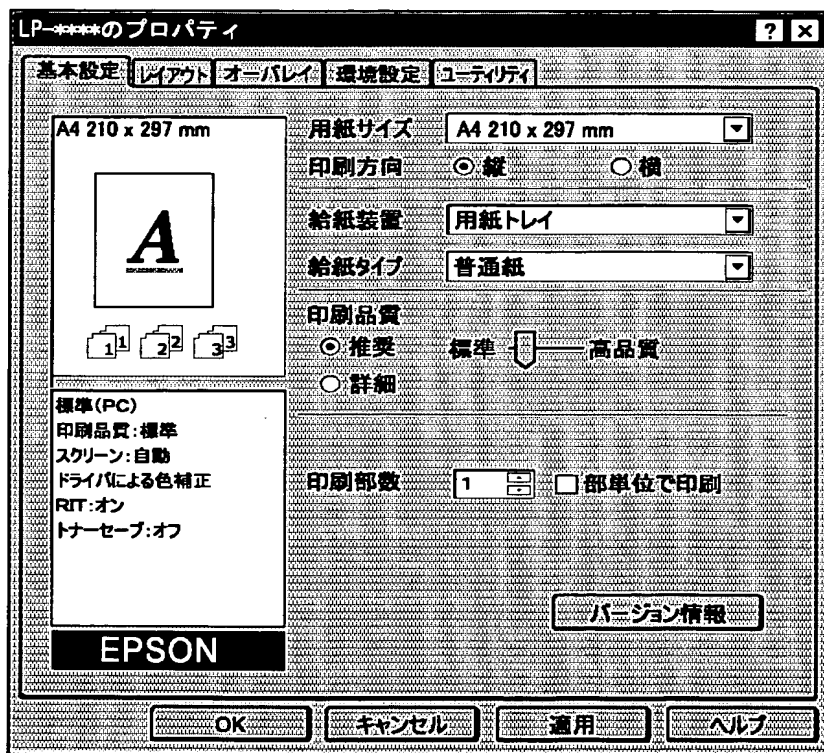 LP-****のプロパティ
? ×
基本設定 レイアウト オーバレイ 環境設定 ユーティリティ
A4 210 x 297 mm
A
1 1 2 2 3 3
標準(PC)
印刷品質:標準
スクリーン:自動
ドライバによる色補正
RIT:オン
トナーセーブ:オフ
EPSON
用紙サイズ A4 210 x 297 mm
印刷方向 縦 横
給紙装置 用紙トレイ
給紙タイプ 普通紙
印刷品質
推奨 標準 高品質
詳細
印刷部数 1 部単位で印刷
バージョン情報
OK キャンセル 適用 ヘルプ